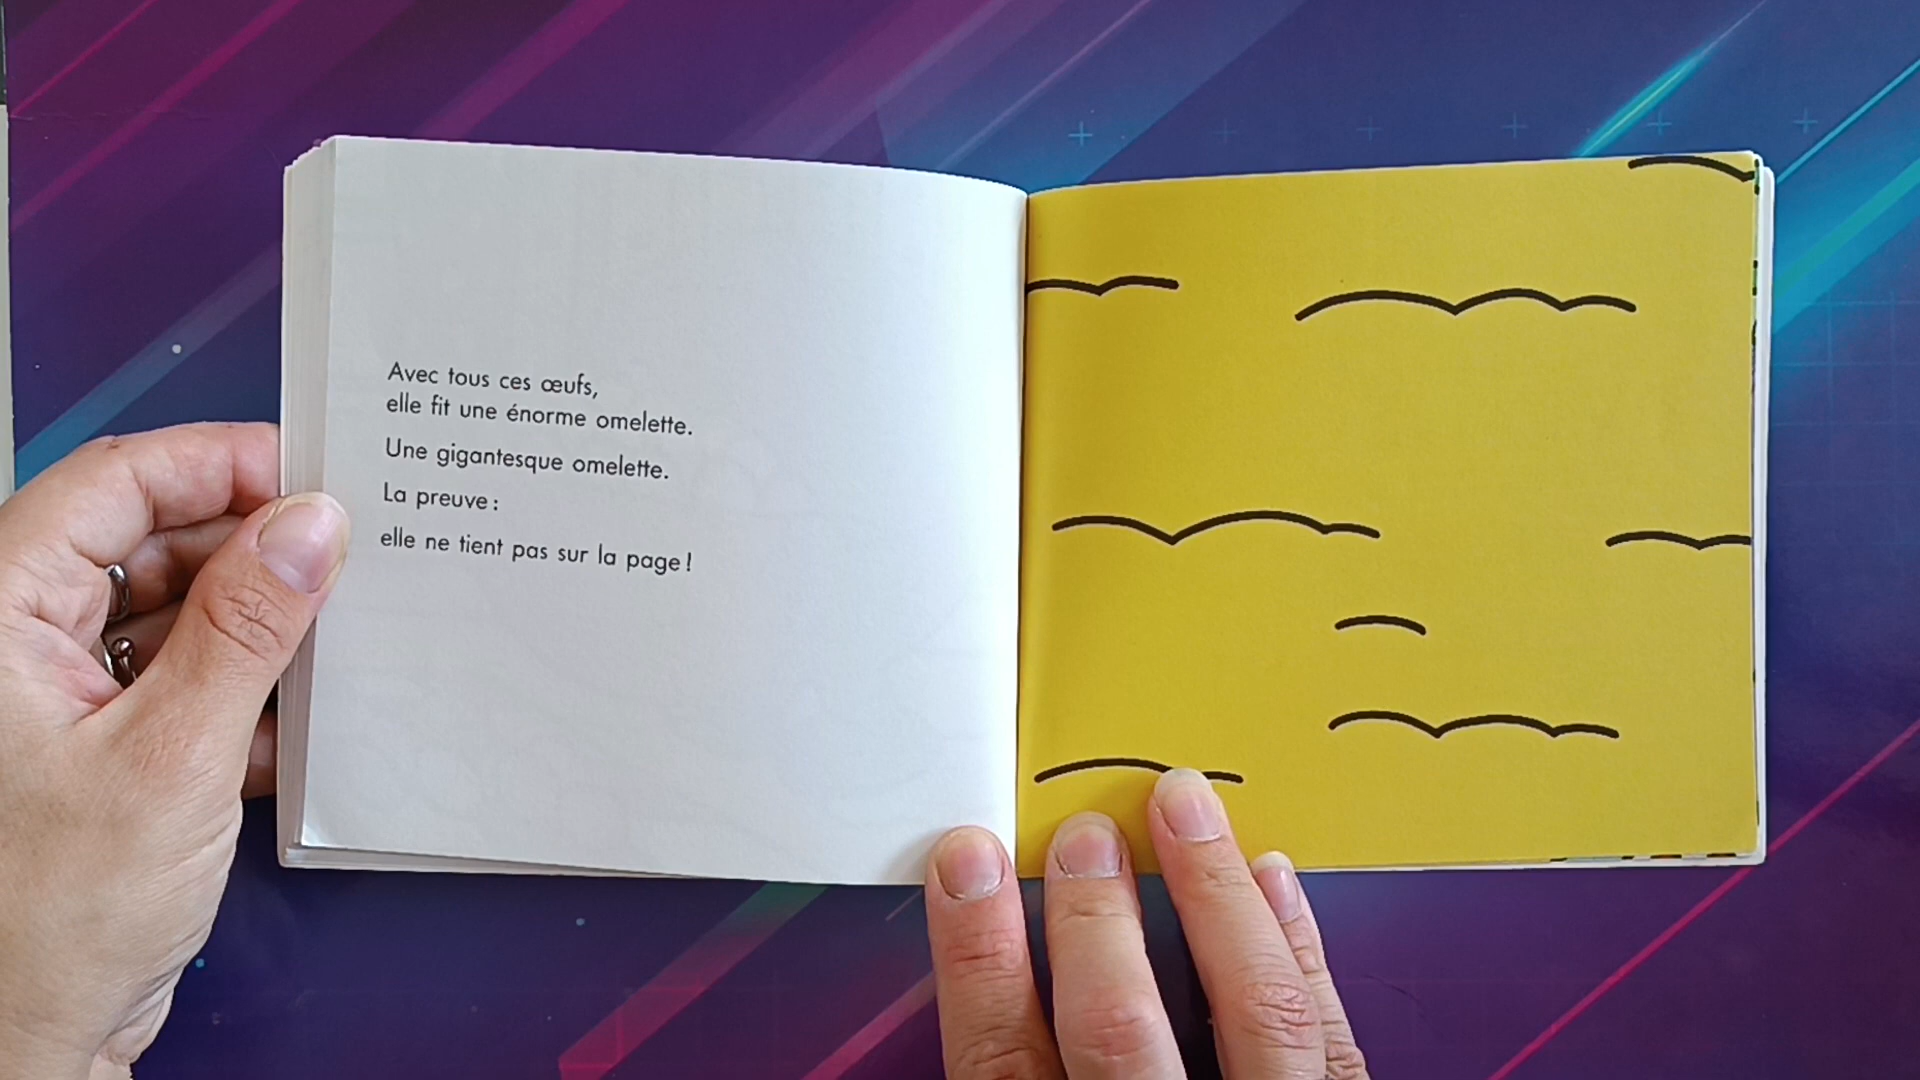 Avec tous ces œufs,
elle fit une énorme omelette.
Une gigantesque omelette.
La preuve :
elle ne tient pas sur la page !